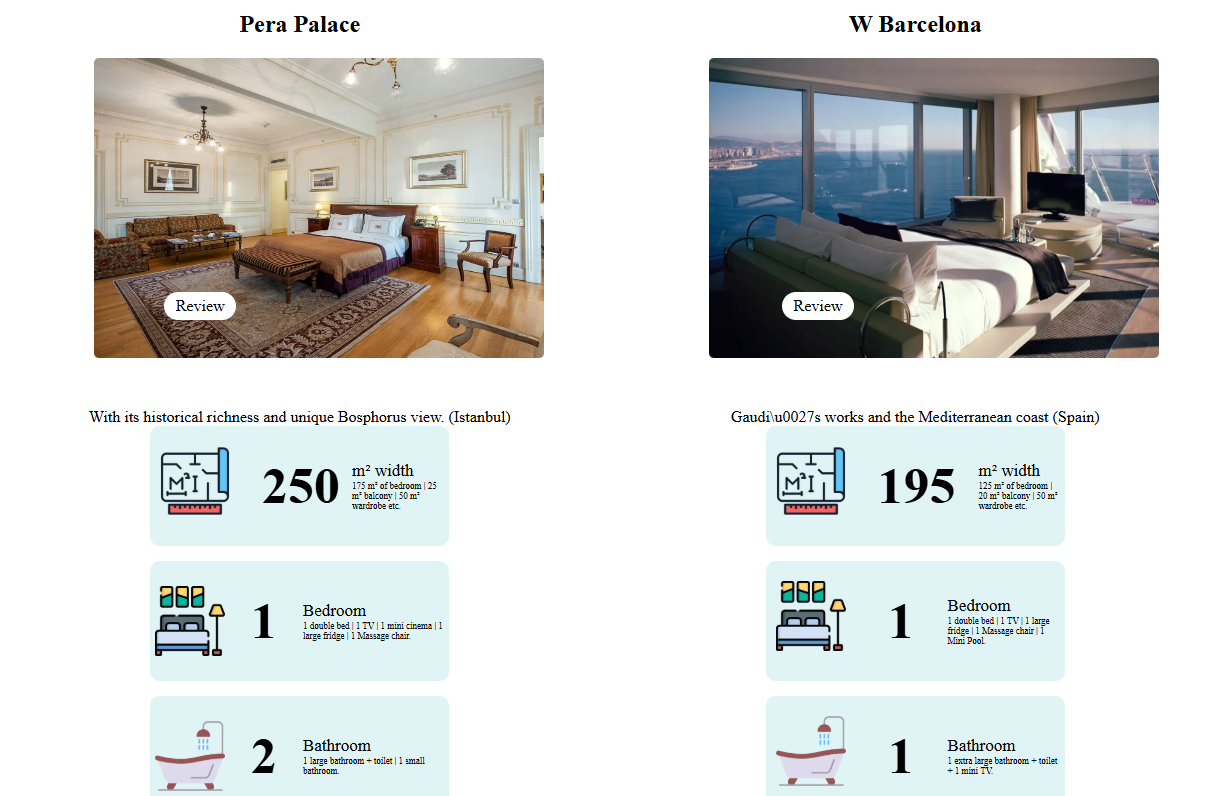 Pera Palace
Review
With its historical richness and unique Bosphorus view. (Istanbul)
M²I
250
m² width
175 m² of bedroom | 25
m² balcony | 50 m²
wardrobe etc.
1
Bedroom
1 double bed | 1 TV | 1 mini cinema | 1
large fridge | 1 Massage chair.
2
Bathroom
1 large bathroom + toilet | 1 small
bathroom.
W Barcelona
Review
Gaudi\u0027s works and the Mediterranean coast (Spain)
M²I
195
m² width
125 m² of bedroom |
20 m² balcony | 50 m²
wardrobe etc.
1
Bedroom
1 double bed | 1 TV | 1 large
fridge | 1 Massage chair | 1
Mini Pool.
1
Bathroom
1 extra large bathroom + toilet
+ 1 mini TV.